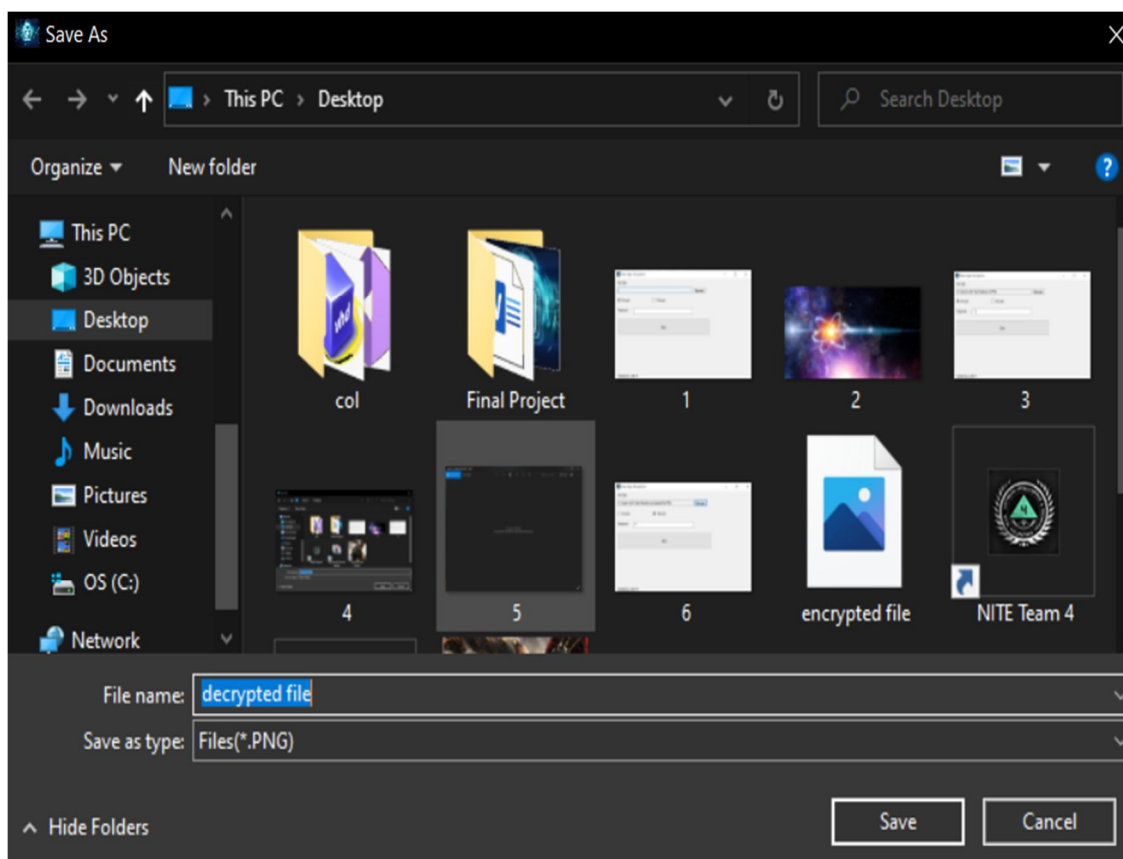 Save As
This PC > Desktop
Search Desktop
Organize
New folder
This PC
3D Objects
Desktop
Documents
Downloads
Music
Pictures
Videos
OS (C:)
Network
vhd
col
Final Project
1
2
3
4
5
6
encrypted file
NITE Team 4
File name: decrypted file
Save as type: Files(*.PNG)
Hide Folders
Save
Cancel